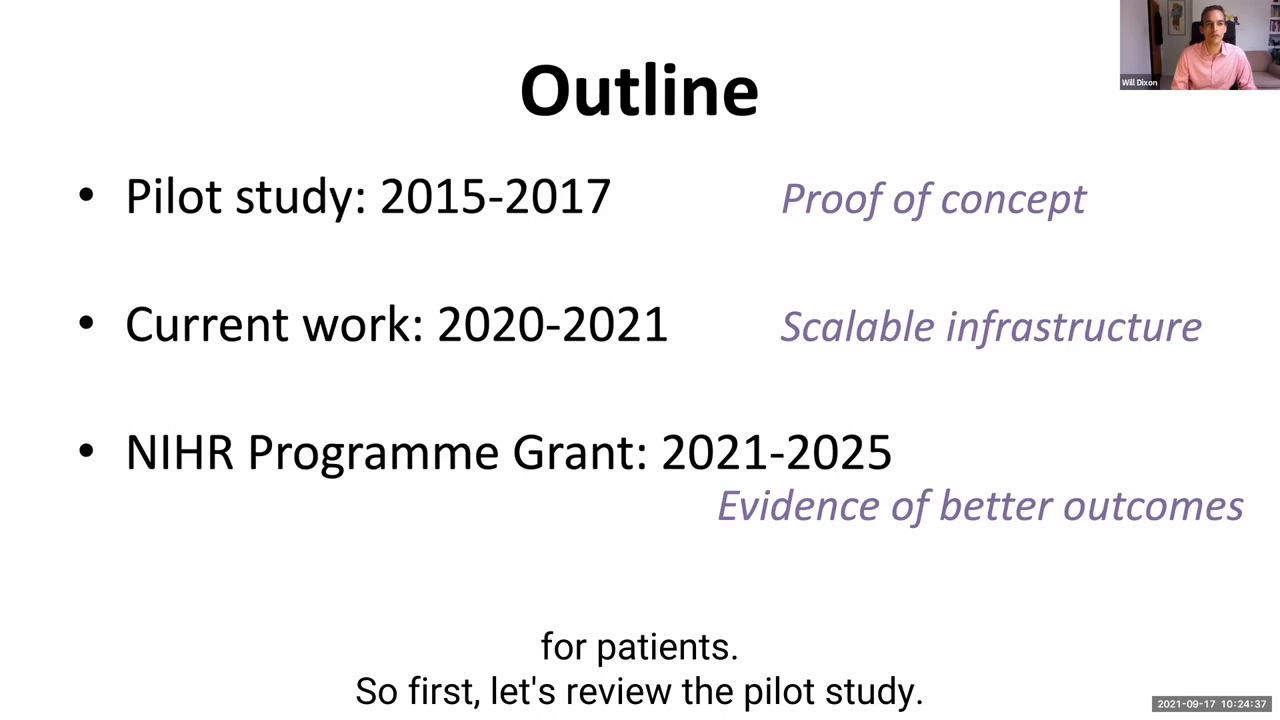 Outline
Will Dixon
• Pilot study: 2015-2017 Proof of concept
• Current work: 2020-2021 Scalable infrastructure
• NIHR Programme Grant: 2021-2025
Evidence of better outcomes
for patients.
So first, let's review the pilot study.
2021-09-17 10:24:37